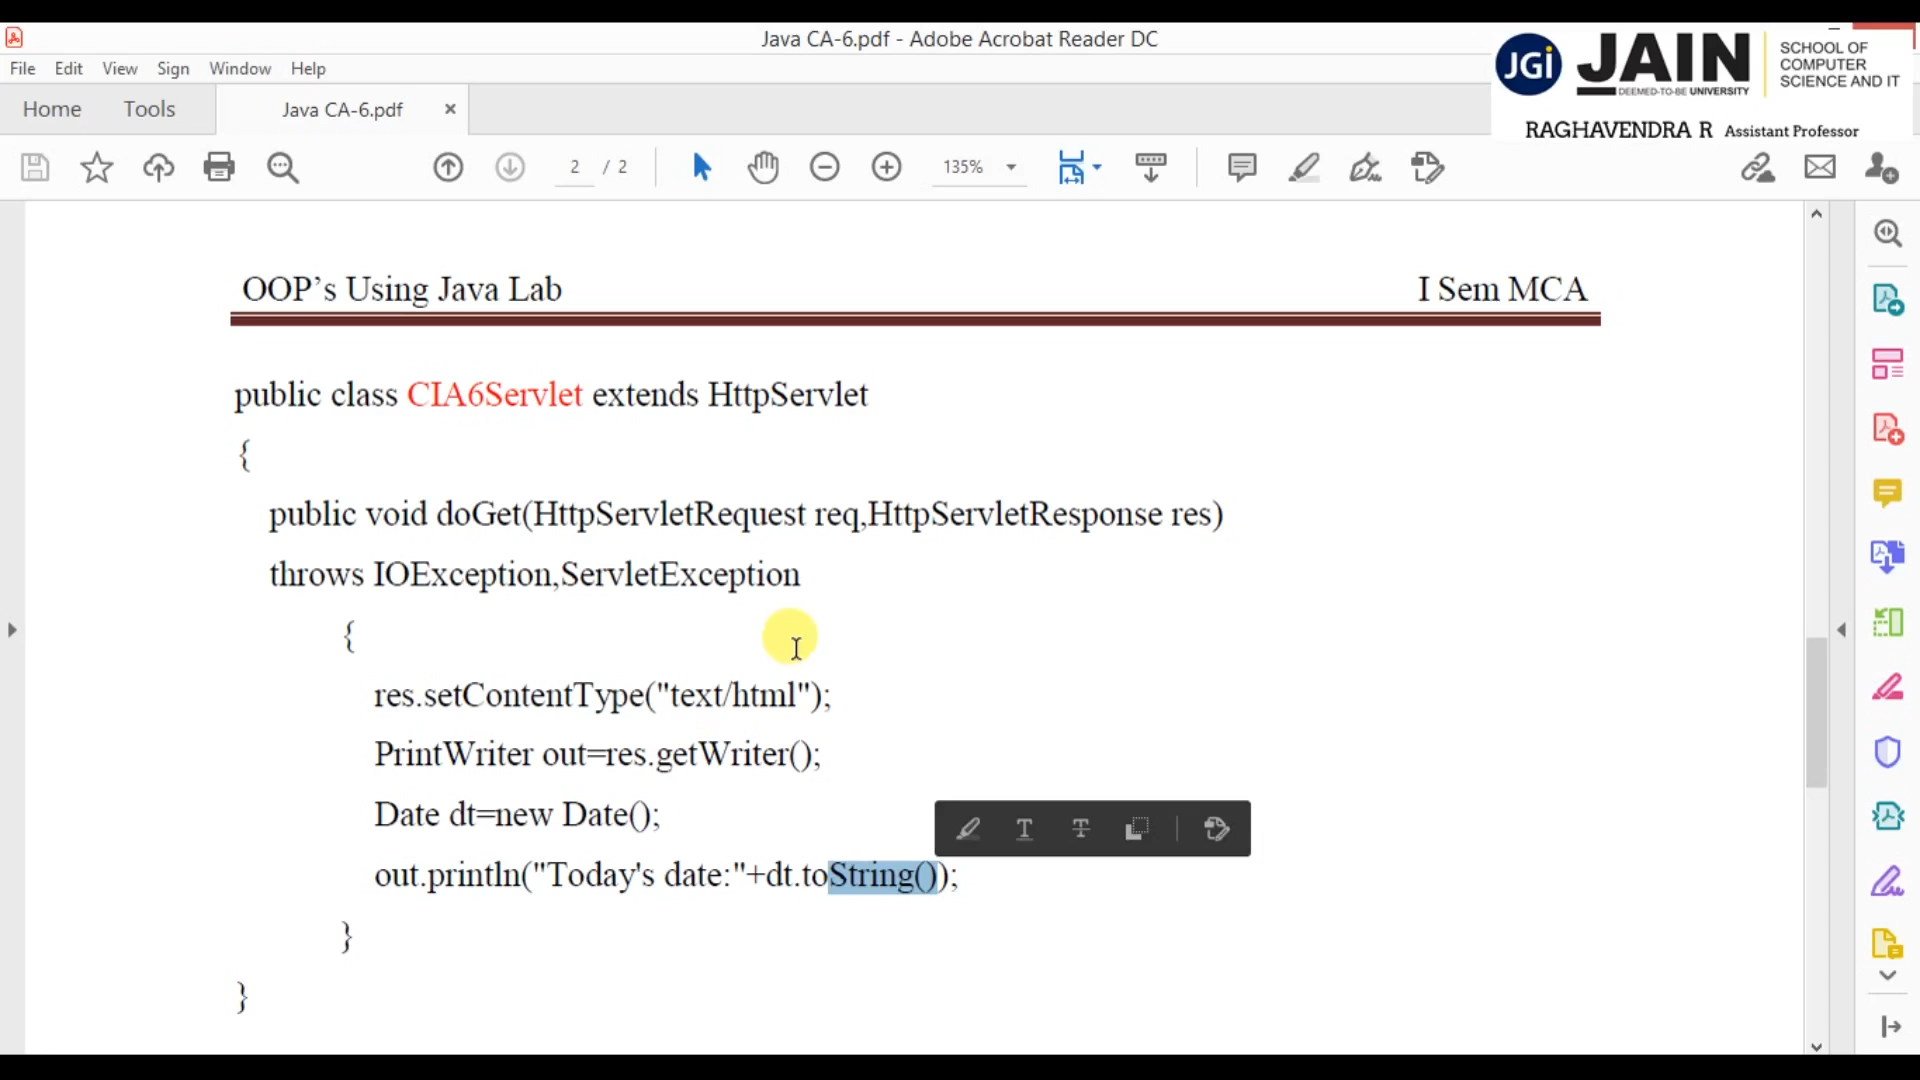 Java CA-6.pdf - Adobe Acrobat Reader DC
File Edit View Sign Window Help
JGi JAIN DEEMED-TO-BE UNIVERSITY
SCHOOL OF
COMPUTER
SCIENCE AND IT
RAGHAVENDRA R Assistant Professor
Home Tools Java CA-6.pdf ×
2 / 2 135%
OOP’s Using Java Lab I Sem MCA
public class CIA6Servlet extends HttpServlet
{
public void doGet(HttpServletRequest req,HttpServletResponse res)
throws IOException,ServletException
{
res.setContentType("text/html");
PrintWriter out=res.getWriter();
Date dt=new Date();
out.println("Today's date:"+dt.toString());
}
}